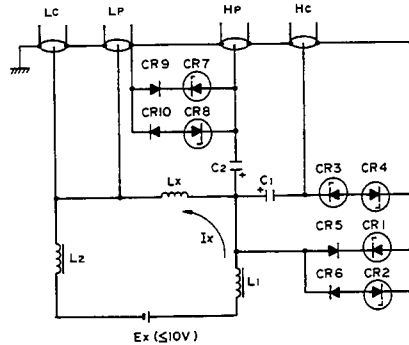 LC LP HP HC
CR9 CR7
CR10 CR8
C2 + + C1 CR3 CR4
Lx
CR5 CR1
Ix
CR6 CR2
L2 L1
Ex (≤10V)